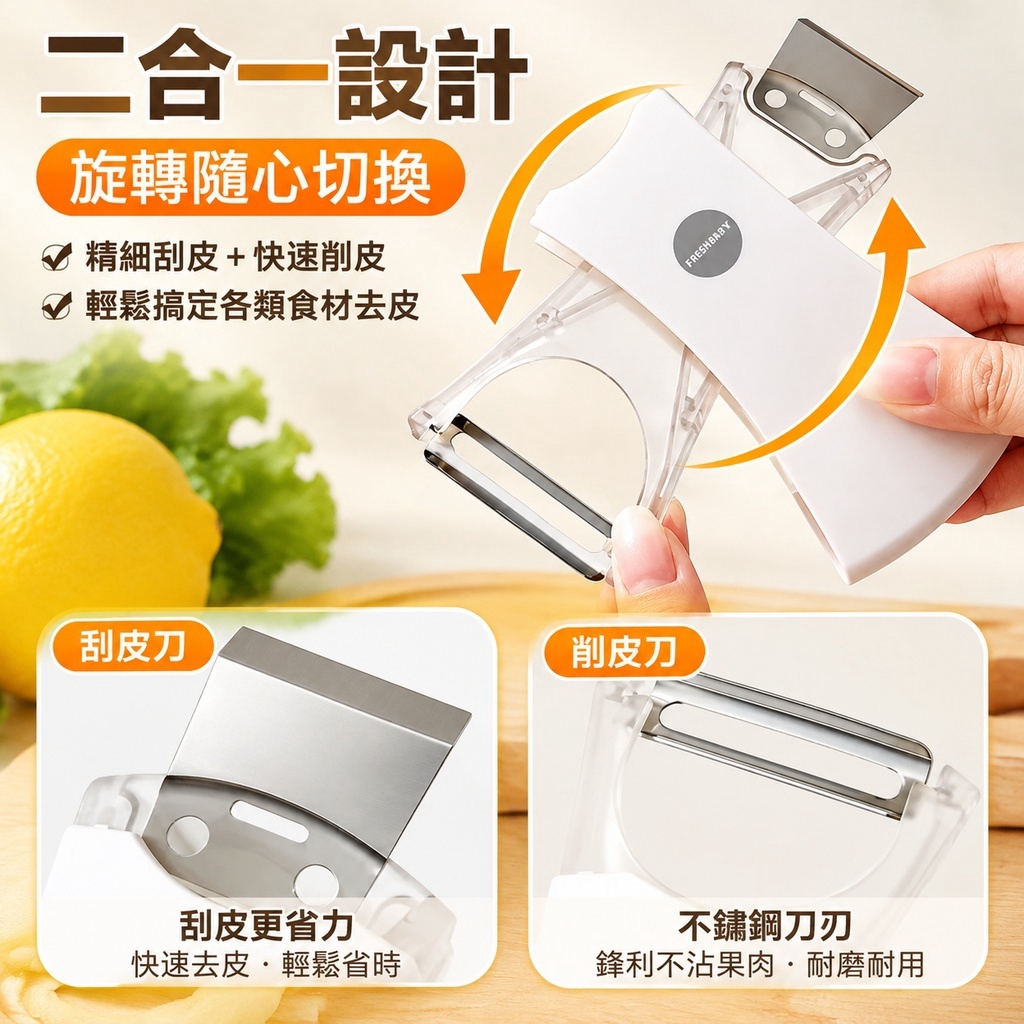 二合一設計
旋轉隨心切換
精細刮皮+快速削皮
輕鬆搞定各類食材去皮
FRESHBABY
刮皮刀
削皮刀
刮皮更省力
快速去皮·輕鬆省時
不鏽鋼刀刃
鋒利不沾果肉·耐磨耐用